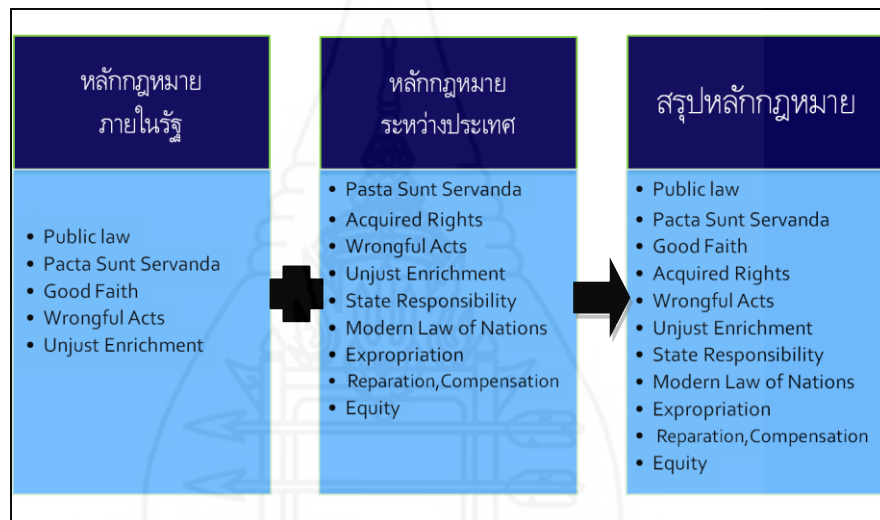 หลักกฎหมาย
ภายในรัฐ
• Public law
• Pacta Sunt Servanda
• Good Faith
• Wrongful Acts
• Unjust Enrichment
หลักกฎหมาย
ระหว่างประเทศ
• Pasta Sunt Servanda
• Acquired Rights
• Wrongful Acts
• Unjust Enrichment
• State Responsibility
• Modern Law of Nations
• Expropriation
• Reparation,Compensation
• Equity
สรุปหลักกฎหมาย
• Public law
• Pacta Sunt Servanda
• Good Faith
• Acquired Rights
• Wrongful Acts
• Unjust Enrichment
• State Responsibility
• Modern Law of Nations
• Expropriation
• Reparation,Compensation
• Equity